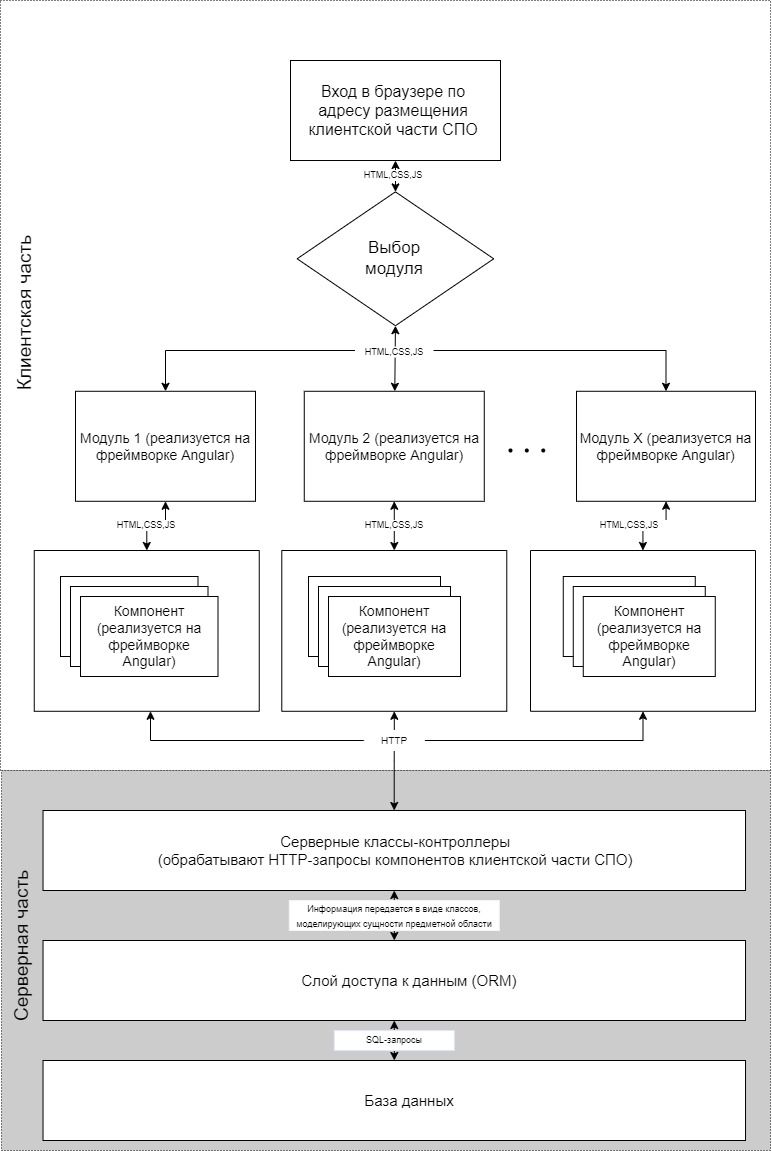 Вход в браузере по
адресу размещения
клиентской части СПО
HTML,CSS,JS
Выбор
модуля
Клиентская часть
HTML,CSS,JS
Модуль 1 (реализуется на
фреймворке Angular)
Модуль 2 (реализуется на
фреймворке Angular)
. . .
Модуль X (реализуется на
фреймворке Angular)
HTML,CSS,JS
HTML,CSS,JS
HTML,CSS,JS
Компонент
(реализуется на
фреймворке
Angular)
Компонент
(реализуется на
фреймворке
Angular)
Компонент
(реализуется на
фреймворке
Angular)
HTTP
Серверная часть
Серверные классы-контроллеры
(обрабатывают HTTP-запросы компонентов клиентской части СПО)
Информация передается в виде классов,
моделирующих сущности предметной области
Слой доступа к данным (ORM)
SQL-запросы
База данных